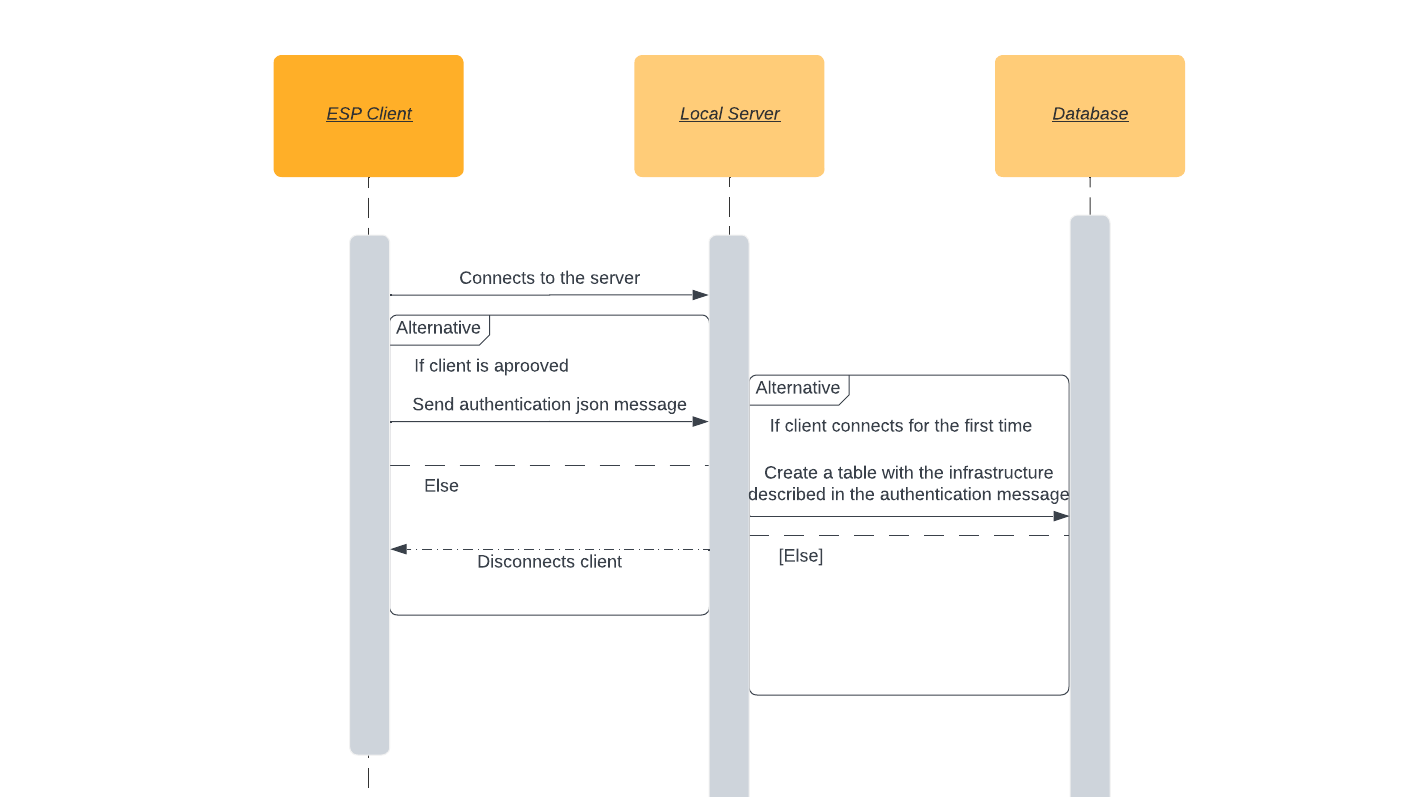 ESP Client
Local Server
Database
Connects to the server
Alternative
If client is aprooved
Send authentication json message
Else
Disconnects client
Alternative
If client connects for the first time
Create a table with the infrastructure
described in the authentication message
[Else]